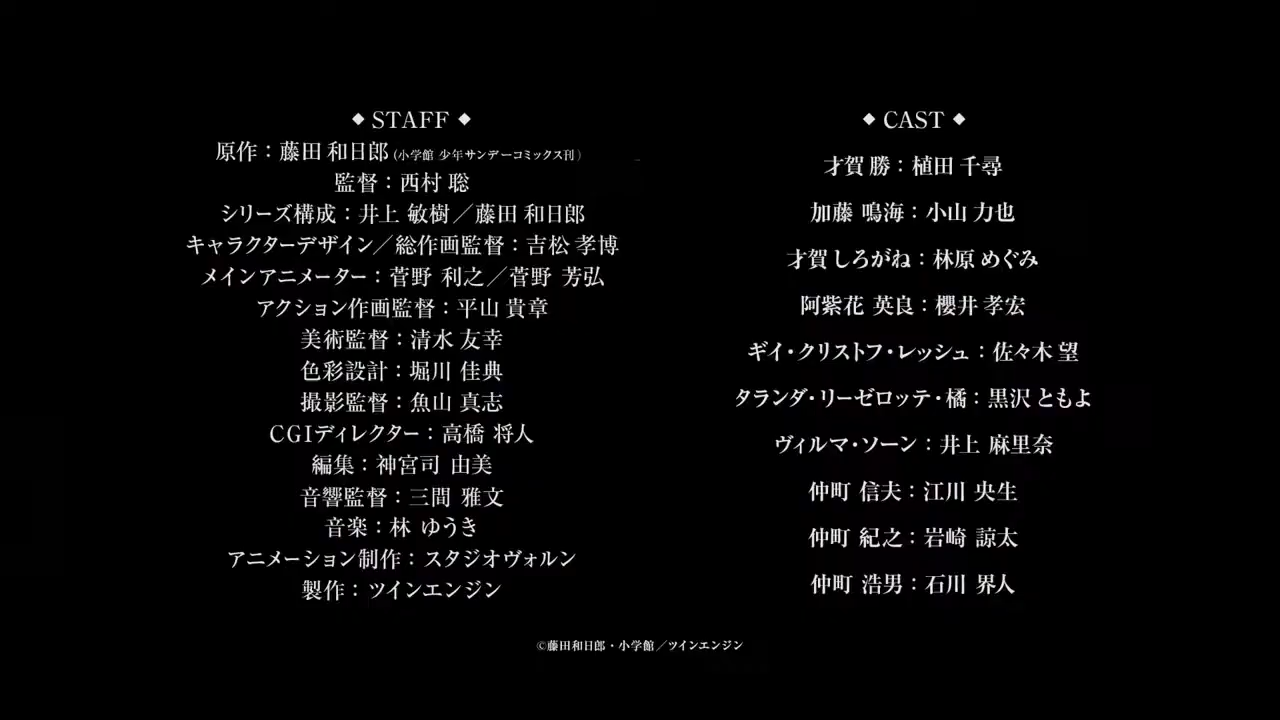 ◆ STAFF ◆
原作：藤田 和日郎（小学館 少年サンデーコミックス刊）
監督：西村 聡
シリーズ構成：井上 敏樹／藤田 和日郎
キャラクターデザイン／総作画監督：吉松 孝博
メインアニメーター：菅野 利之／菅野 芳弘
アクション作画監督：平山 貴章
美術監督：清水 友幸
色彩設計：堀川 佳典
撮影監督：魚山 真志
CGIディレクター：高橋 将人
編集：神宮司 由美
音響監督：三間 雅文
音楽：林 ゆうき
アニメーション制作：スタジオヴォルン
製作：ツインエンジン
◆ CAST ◆
才賀 勝：植田 千尋
加藤 鳴海：小山 力也
才賀 しろがね：林原 めぐみ
阿紫花 英良：櫻井 孝宏
ギイ・クリストフ・レッシュ：佐々木 望
タランダ・リーゼロッテ・橘：黒沢 ともよ
ヴィルマ・ソーン：井上 麻里奈
仲町 信夫：江川 央生
仲町 紀之：岩崎 諒太
仲町 浩男：石川 界人
©藤田和日郎・小学館／ツインエンジン